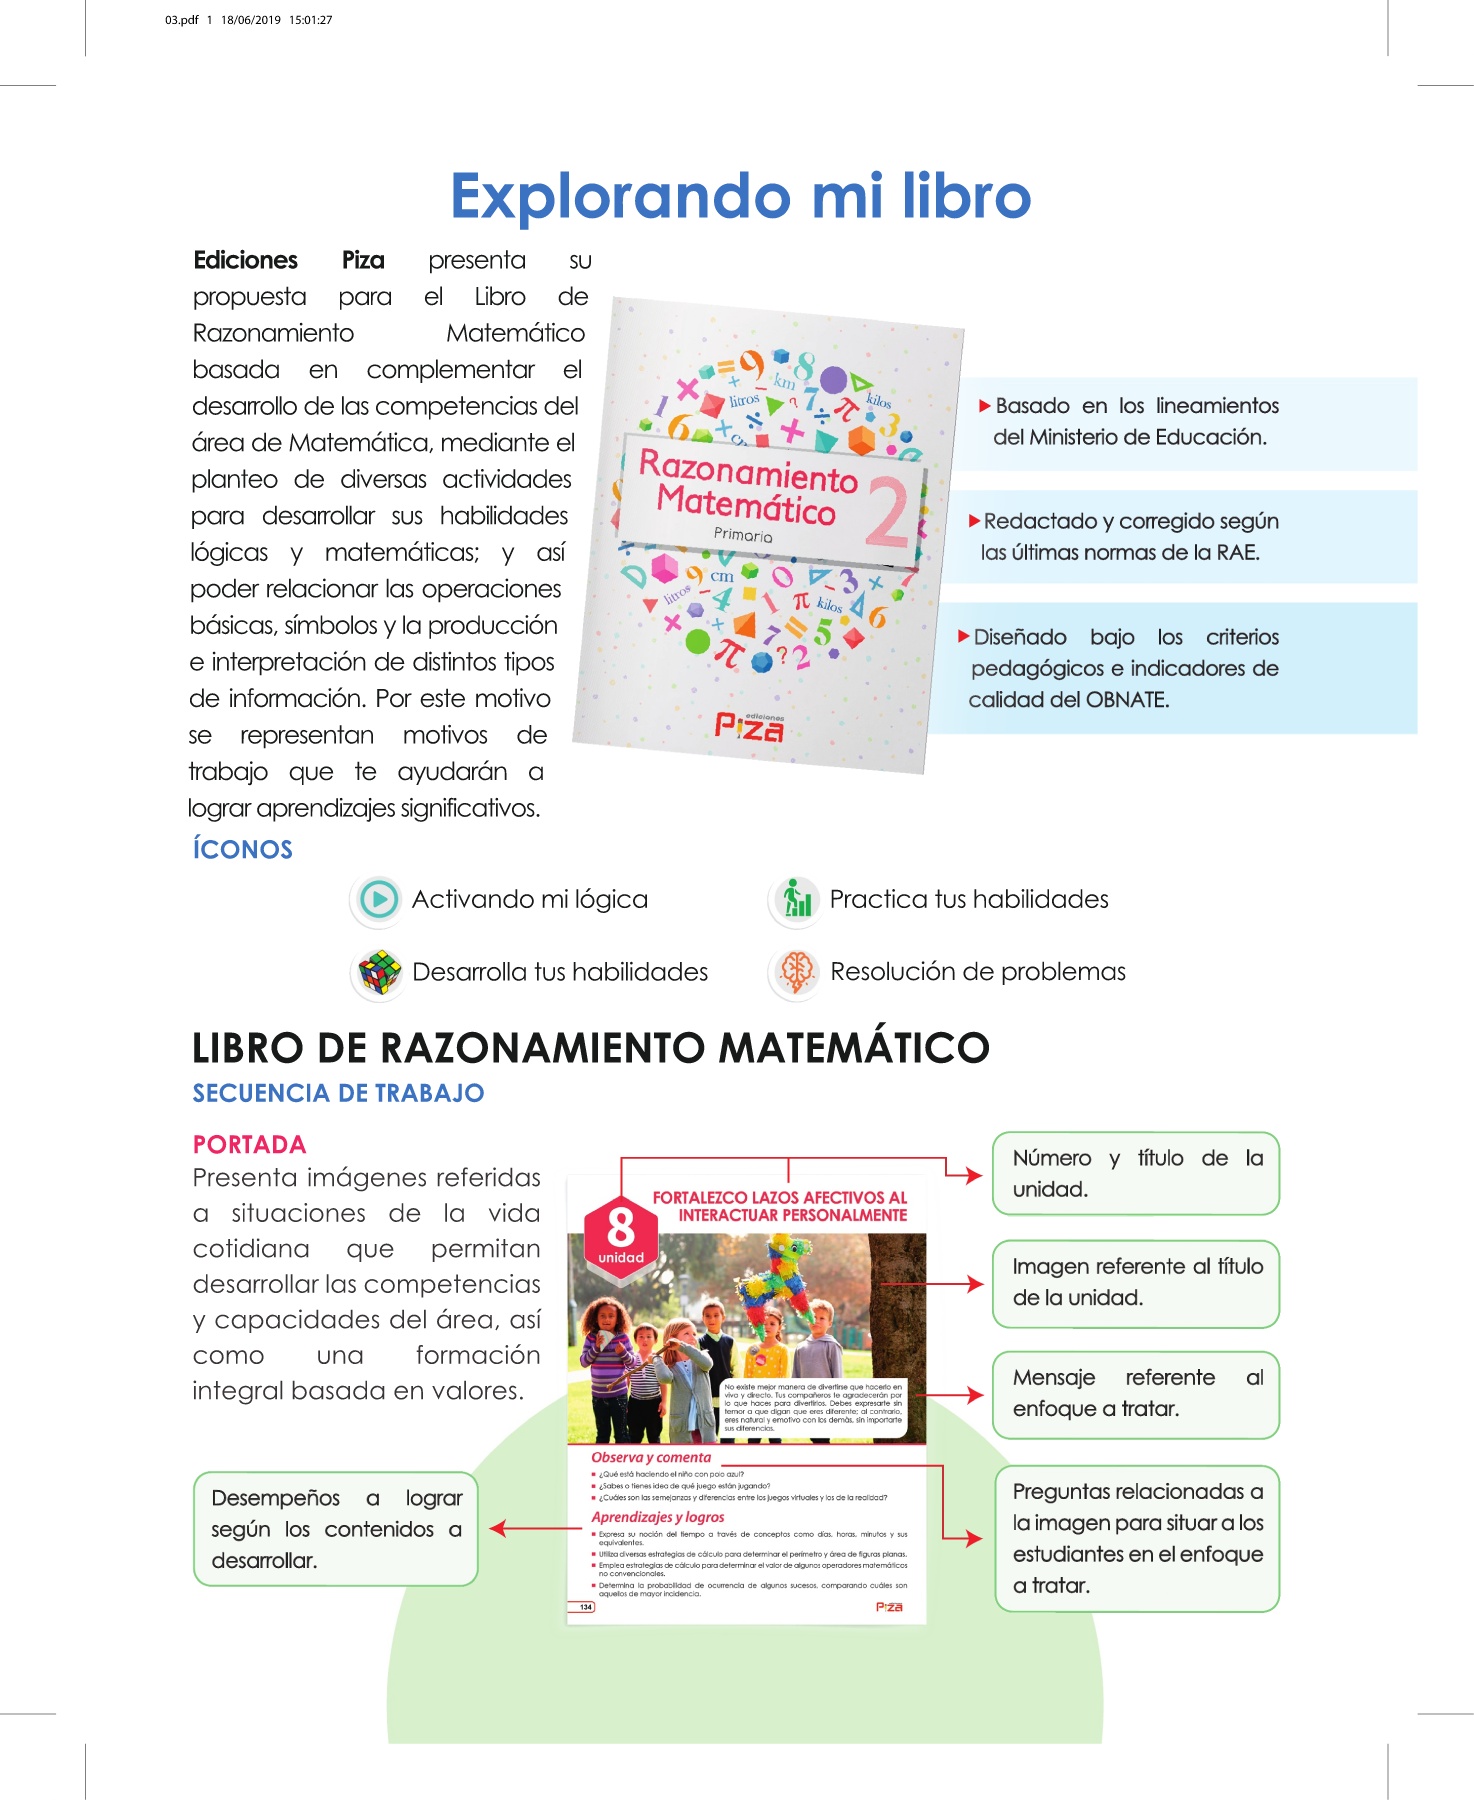 03.pdf 1 18/06/2019 15:01:27
Explorando mi libro
Ediciones Piza presenta su
propuesta para el Libro de
Razonamiento Matemático
basada en complementar el
desarrollo de las competencias del
área de Matemática, mediante el
planteo de diversas actividades
para desarrollar sus habilidades
lógicas y matemáticas; y así
poder relacionar las operaciones
básicas, símbolos y la producción
e interpretación de distintos tipos
de información. Por este motivo
se representan motivos de
trabajo que te ayudarán a
lograr aprendizajes significativos.
Razonamiento
Matemático 2
Primaria
ediciones
Piza
Basado en los lineamientos
del Ministerio de Educación.
Redactado y corregido según
las últimas normas de la RAE.
Diseñado bajo los criterios
pedagógicos e indicadores de
calidad del OBNATE.
ÍCONOS
Activando mi lógica
Practica tus habilidades
Desarrolla tus habilidades
Resolución de problemas
LIBRO DE RAZONAMIENTO MATEMÁTICO
SECUENCIA DE TRABAJO
PORTADA
Presenta imágenes referidas
a situaciones de la vida
cotidiana que permitan
desarrollar las competencias
y capacidades del área, así
como una formación
integral basada en valores.
Desempeños a lograr
según los contenidos a
desarrollar.
8
unidad
FORTALEZCO LAZOS AFECTIVOS AL
INTERACTUAR PERSONALMENTE
No existe mejor manera de divertirse que hacerlo en
vivo y directo. Tus compañeros te agradecerán por
lo que haces para divertirlos. Debes expresarte sin
temor a que digan que eres diferente; al contrario,
eres natural y emotivo con los demás, sin importarte
sus diferencias.
Observa y comenta
¿Qué está haciendo el niño con polo azul?
¿Sabes o tienes idea de qué juego están jugando?
¿Cuáles son las semejanzas y diferencias entre los juegos virtuales y los de la realidad?
Aprendizajes y logros
Expresa su noción del tiempo a través de conceptos como días, horas, minutos y sus
equivalentes.
Utiliza diversas estrategias de cálculo para determinar el perímetro y área de figuras planas.
Emplea estrategias de cálculo para determinar el valor de algunos operadores matemáticos
no convencionales.
Determina la probabilidad de ocurrencia de algunos sucesos, comparando cuáles son
aquellos de mayor incidencia.
134
Piza
Número y título de la
unidad.
Imagen referente al título
de la unidad.
Mensaje referente al
enfoque a tratar.
Preguntas relacionadas a
la imagen para situar a los
estudiantes en el enfoque
a tratar.